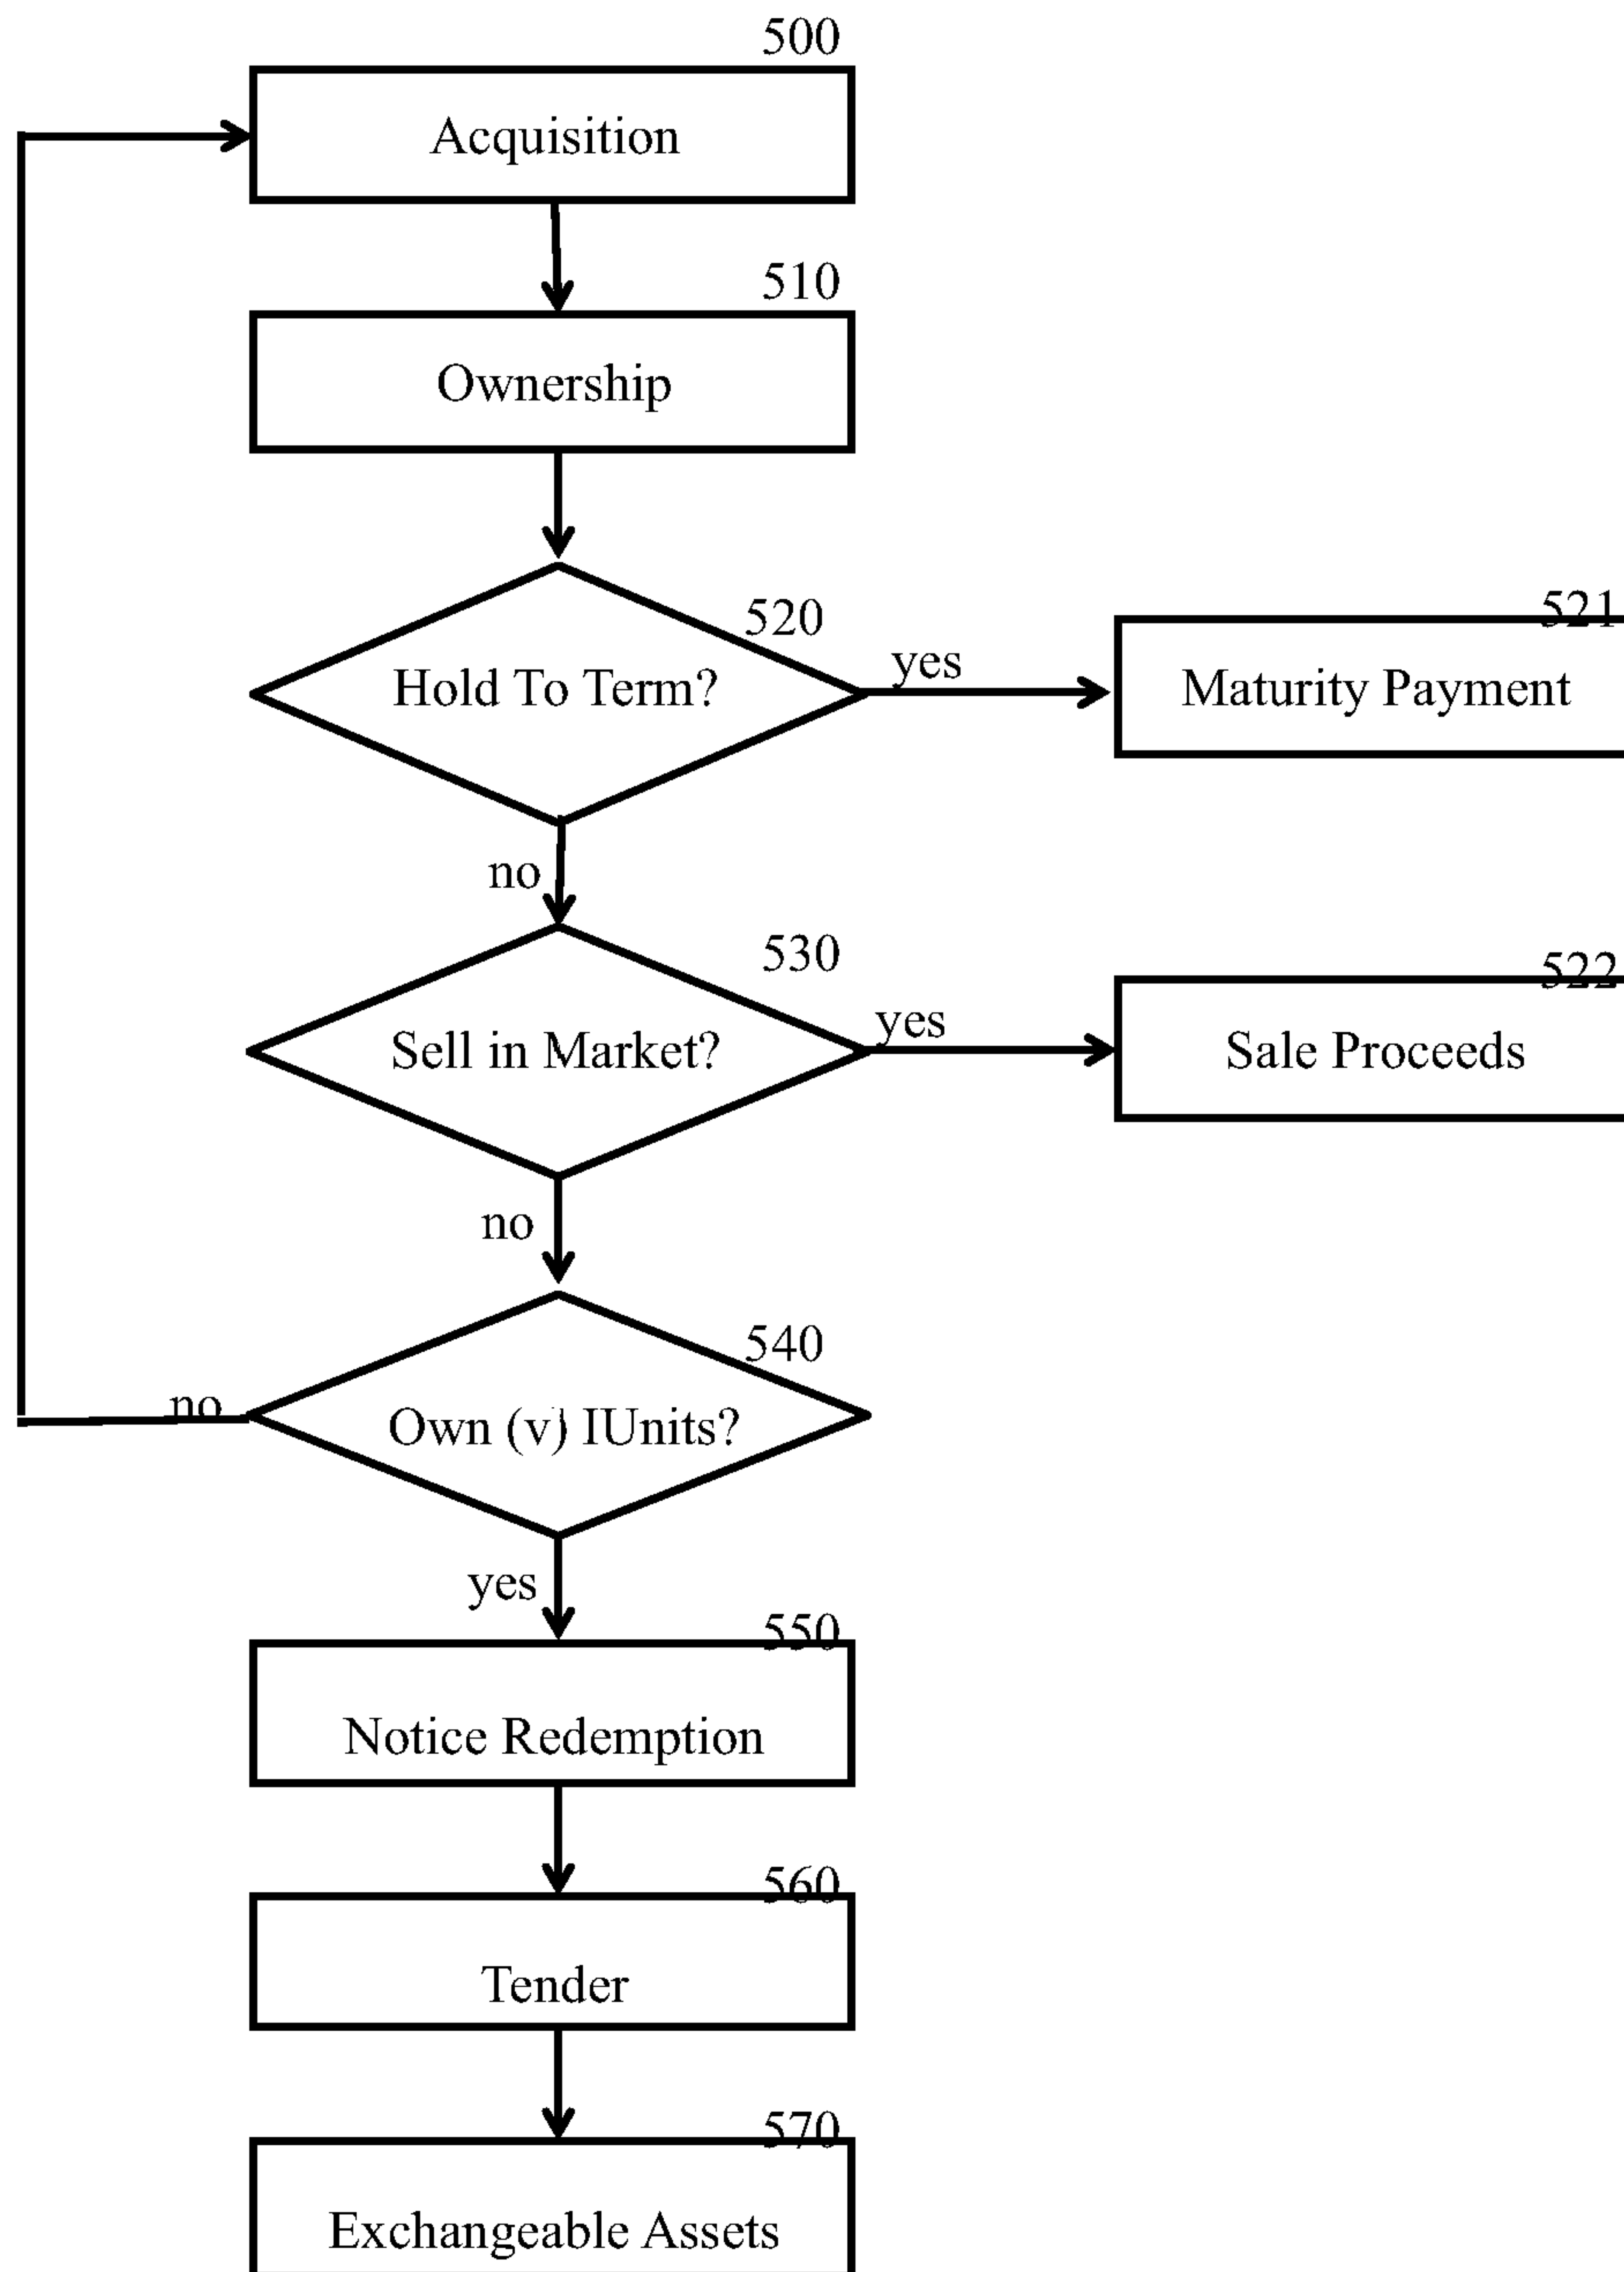 500
Acquisition
510
Ownership
520
Hold To Term?
yes
521
Maturity Payment
no
530
Sell in Market?
yes
522
Sale Proceeds
no
540
Own (v) IUnits?
no
yes
550
Notice Redemption
560
Tender
570
Exchangeable Assets